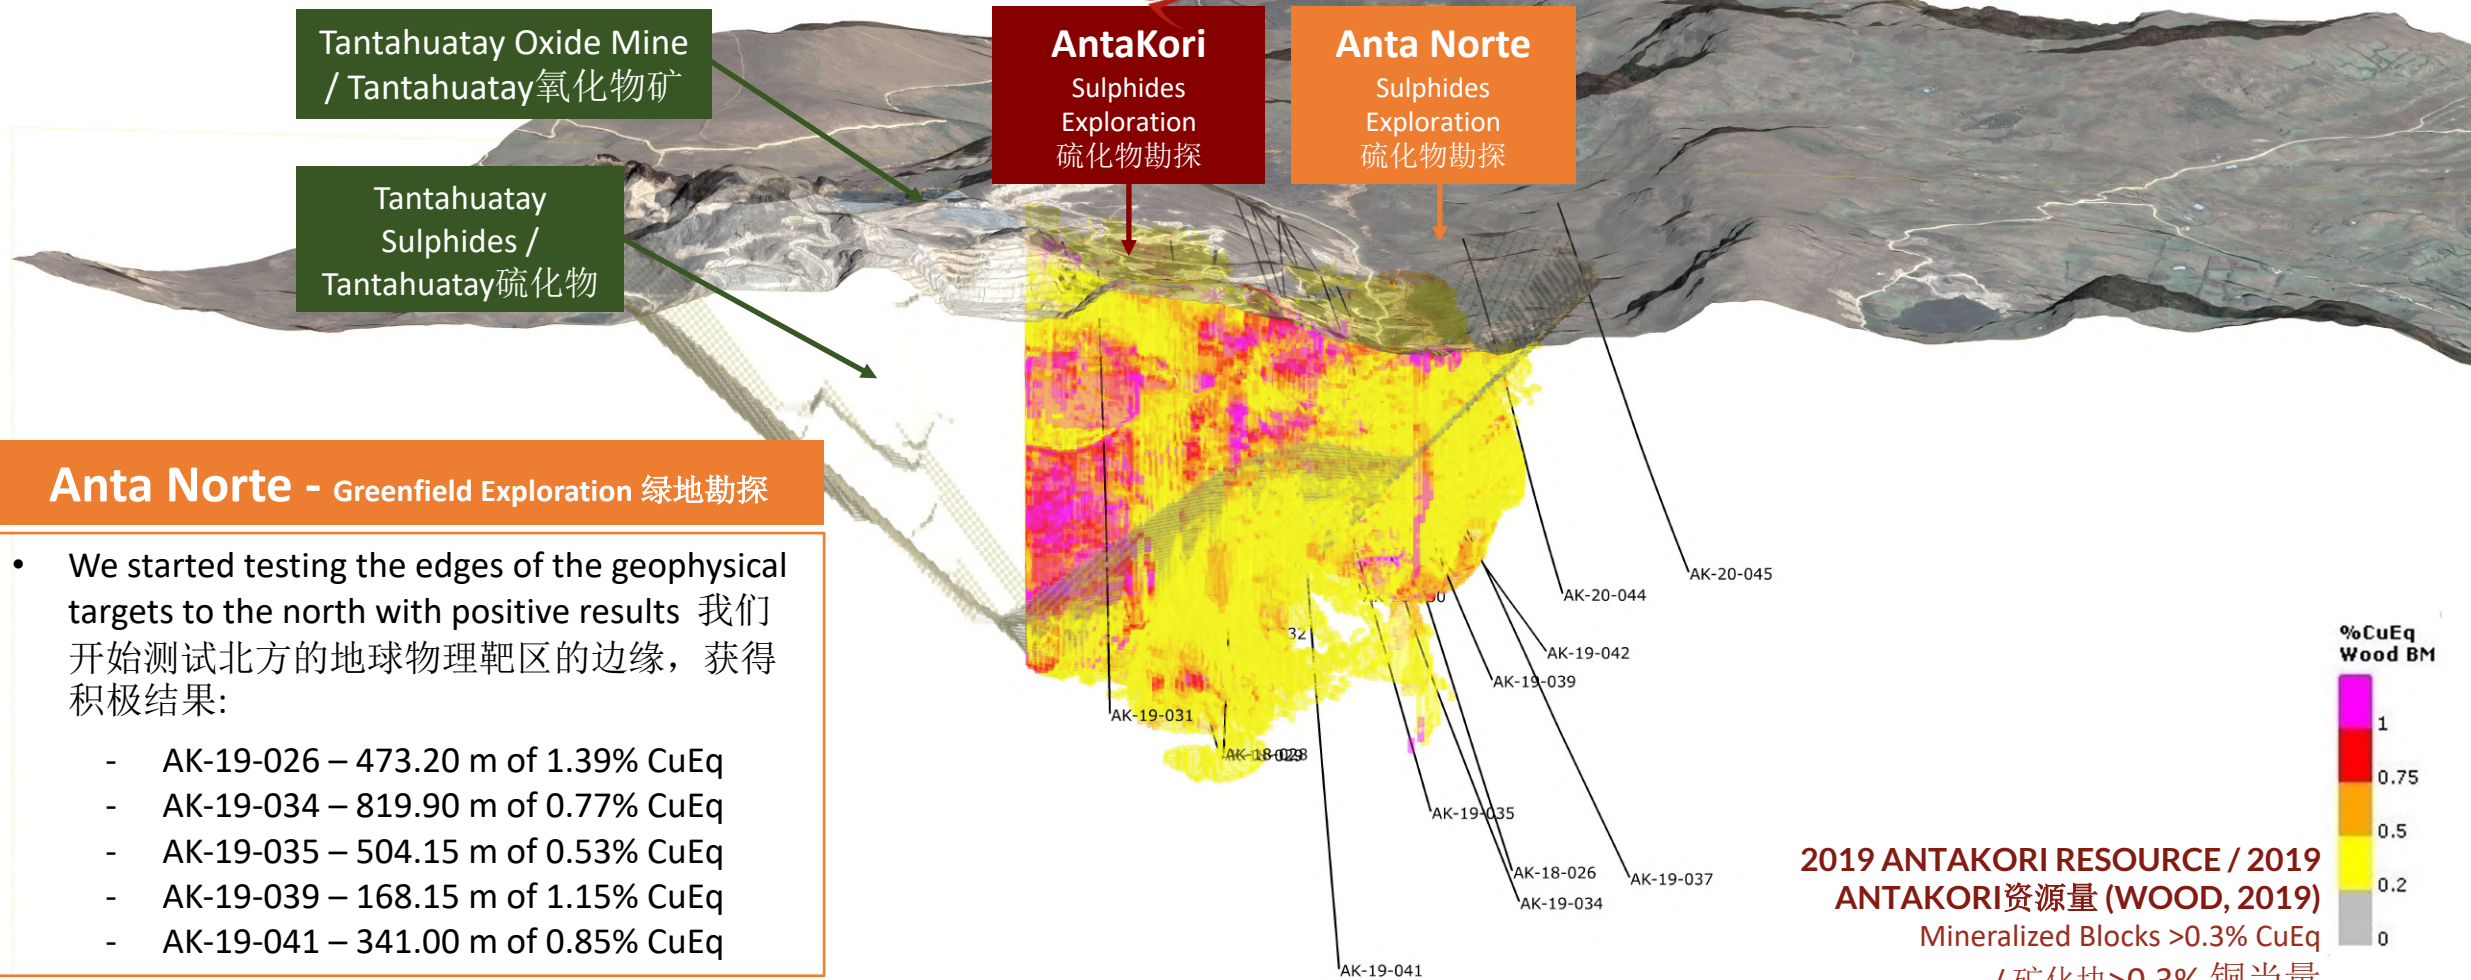 Tantahuatay Oxide Mine
/ Tantahuatay氧化物矿
AntaKori
Sulphides
Exploration
硫化物勘探
Anta Norte
Sulphides
Exploration
硫化物勘探
Tantahuatay
Sulphides /
Tantahuatay硫化物
Anta Norte - Greenfield Exploration 绿地勘探
• We started testing the edges of the geophysical
targets to the north with positive results 我们
开始测试北方的地球物理靶区的边缘，获得
积极结果:
- AK-19-026 – 473.20 m of 1.39% CuEq
- AK-19-034 – 819.90 m of 0.77% CuEq
- AK-19-035 – 504.15 m of 0.53% CuEq
- AK-19-039 – 168.15 m of 1.15% CuEq
- AK-19-041 – 341.00 m of 0.85% CuEq
AK-20-045
AK-20-044
32
AK-19-042
AK-19-039
AK-19-031
AK-19-035
AK-18-026
AK-19-037
AK-19-034
AK-19-041
%CuEq
Wood BM
1
0.75
0.5
0.2
0
2019 ANTAKORI RESOURCE / 2019
ANTAKORI资源量 (WOOD, 2019)
Mineralized Blocks >0.3% CuEq
/ 矿化块>0.3% 铜当量